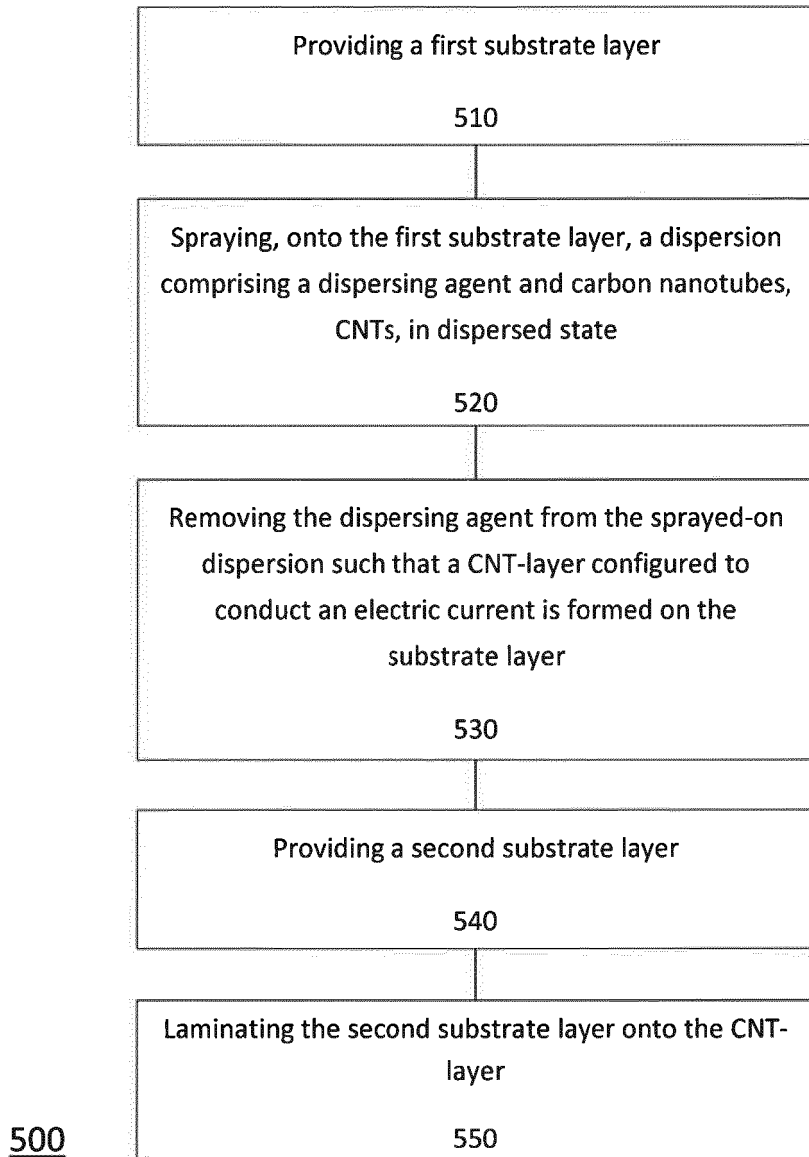 Providing a first substrate layer
510
Spraying, onto the first substrate layer, a dispersion
comprising a dispersing agent and carbon nanotubes,
CNTs, in dispersed state
520
Removing the dispersing agent from the sprayed-on
dispersion such that a CNT-layer configured to
conduct an electric current is formed on the
substrate layer
530
Providing a second substrate layer
540
Laminating the second substrate layer onto the CNT-
layer
550
500